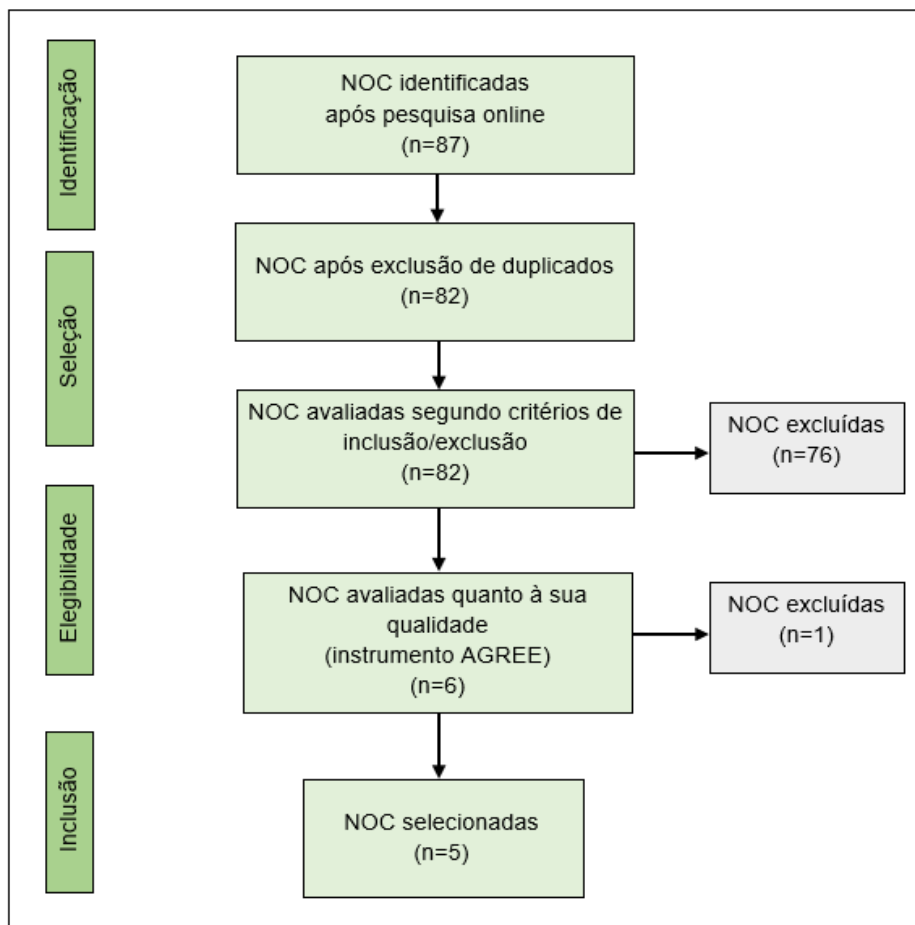 Identificação
NOC identificadas
após pesquisa online
(n=87)
Seleção
NOC após exclusão de duplicados
(n=82)
NOC avaliadas segundo critérios de
inclusão/exclusão
(n=82)
NOC excluídas
(n=76)
Elegibilidade
NOC avaliadas quanto à sua
qualidade
(instrumento AGREE)
(n=6)
NOC excluídas
(n=1)
Inclusão
NOC selecionadas
(n=5)